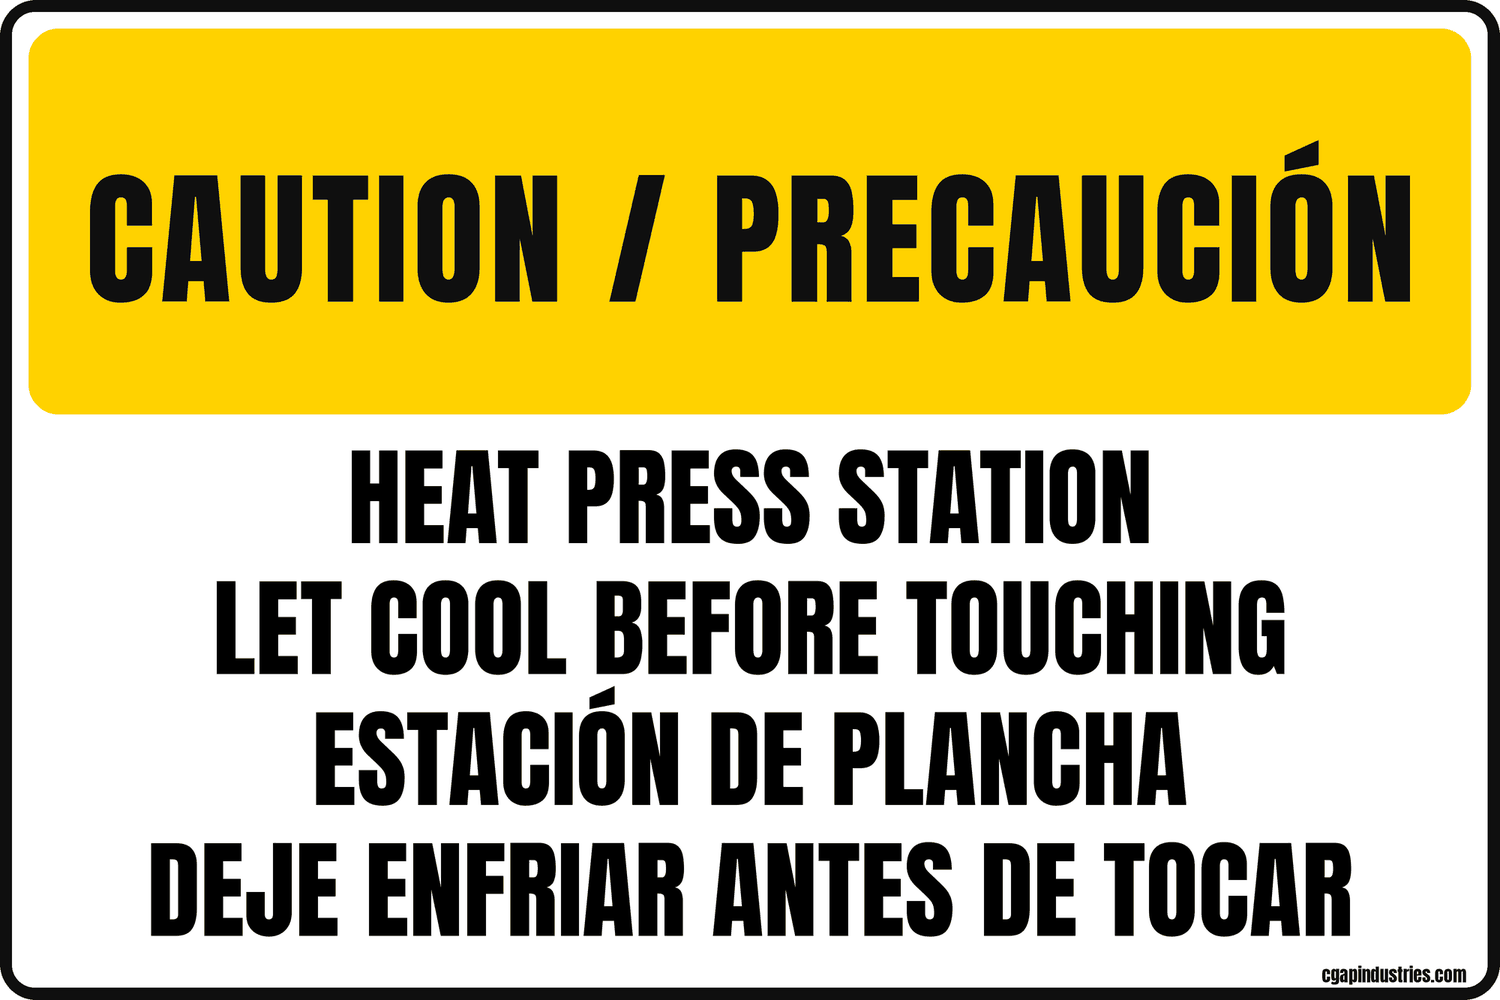 CAUTION / PRECAUCIÓN
HEAT PRESS STATION
LET COOL BEFORE TOUCHING
ESTACIÓN DE PLANCHA
DEJE ENFRIAR ANTES DE TOCAR
cgapindustries.com